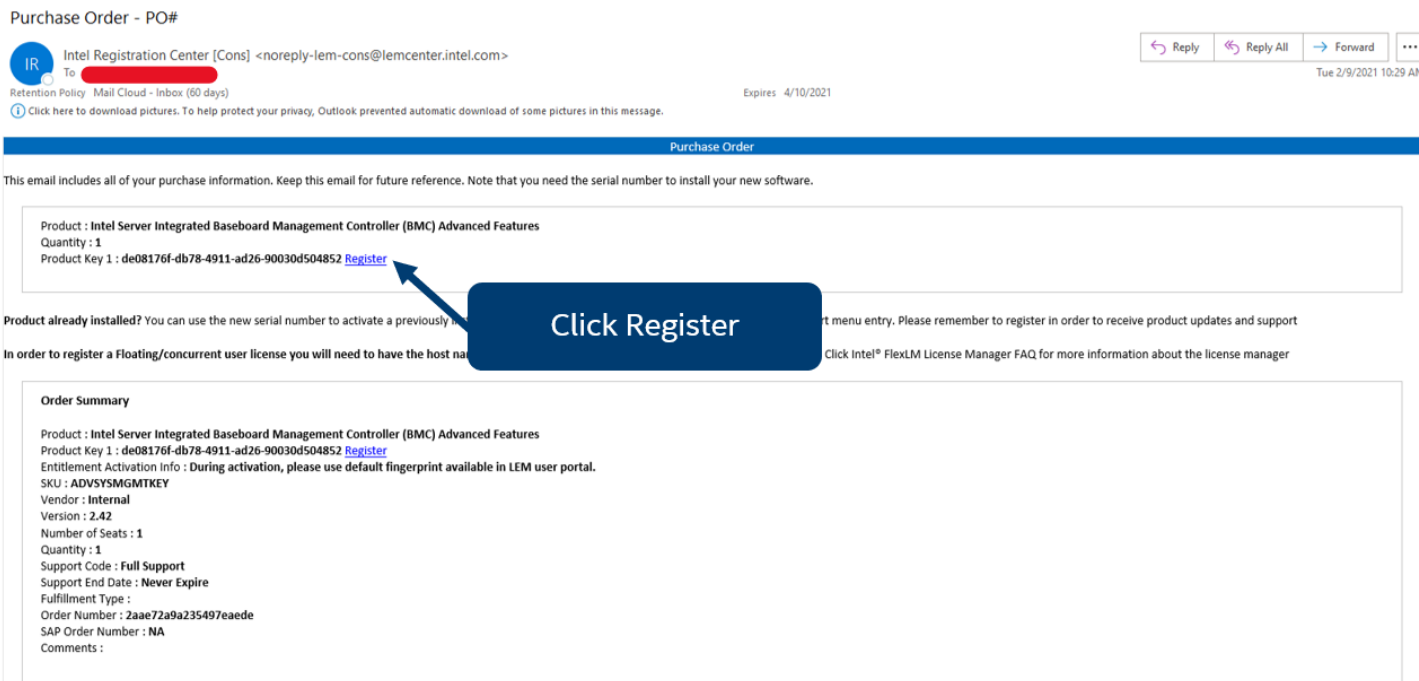 Purchase Order - PO#
IR
Intel Registration Center [Cons] <noreply-lem-cons@lemcenter.intel.com>
To
Reply
Reply All
Forward
Tue 2/9/2021 10:29 AM
Retention Policy Mail Cloud - Inbox (60 days)
Expires 4/10/2021
Click here to download pictures. To help protect your privacy, Outlook prevented automatic download of some pictures in this message.
Purchase Order
This email includes all of your purchase information. Keep this email for future reference. Note that you need the serial number to install your new software.
Product : Intel Server Integrated Baseboard Management Controller (BMC) Advanced Features
Quantity : 1
Product Key 1 : de08176f-db78-4911-ad26-90030d504852 Register
Click Register
Product already installed? You can use the new serial number to activate a previously menu entry. Please remember to register in order to receive product updates and support
In order to register a Floating/concurrent user license you will need to have the host Click Intel® FlexLM License Manager FAQ for more information about the license manager
Order Summary
Product : Intel Server Integrated Baseboard Management Controller (BMC) Advanced Features
Product Key 1 : de08176f-db78-4911-ad26-90030d504852 Register
Entitlement Activation Info : During activation, please use default fingerprint available in LEM user portal.
SKU : ADVSYSMGMTKEY
Vendor : Internal
Version : 2.42
Number of Seats : 1
Quantity : 1
Support Code : Full Support
Support End Date : Never Expire
Fulfillment Type :
Order Number : 2aae72a9a235497eaede
SAP Order Number : NA
Comments :